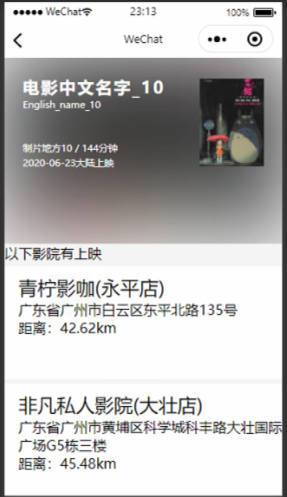 WeChat
23:13
100%
WeChat
电影中文名字_10
English_name_10
制片地方10 / 144分钟
2020-06-23大陆上映
以下影院有上映
青柠影咖(永平店)
广东省广州市白云区东平北路135号
距离：42.62km
非凡私人影院(大壮店)
广东省广州市黄埔区科学城科丰路大壮国际
广场G5栋三楼
距离：45.48km